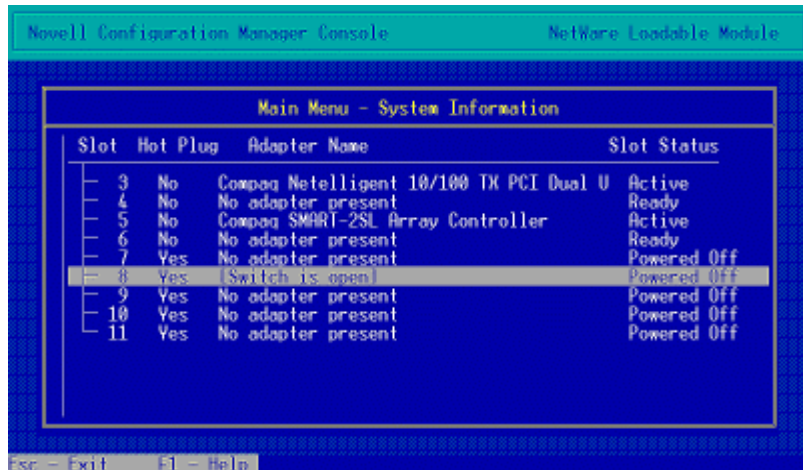 Novell Configuration Manager Console NetWare Loadable Module
Main Menu - System Information
Slot Hot Plug Adapter Name Slot Status
3 No Compaq Netelligent 10/100 TX PCI Dual U Active
4 No No adapter present Ready
5 No Compaq SMART-2SL Array Controller Active
6 No No adapter present Ready
7 Yes No adapter present Powered Off
8 Yes (Switch is open) Powered Off
9 Yes No adapter present Powered Off
10 Yes No adapter present Powered Off
11 Yes No adapter present Powered Off
Esc - Exit F1 - Help